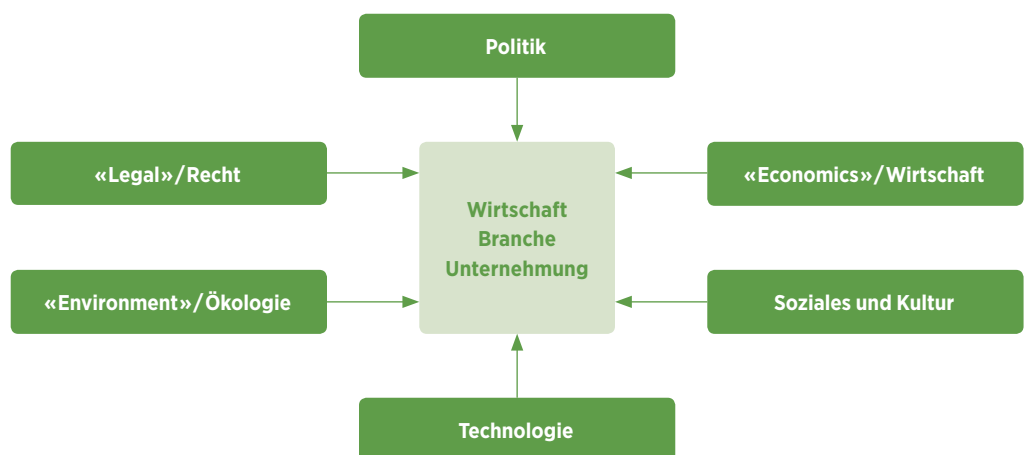 Politik
«Legal»/Recht
«Economics»/Wirtschaft
Wirtschaft
Branche
Unternehmung
«Environment»/Ökologie
Soziales und Kultur
Technologie